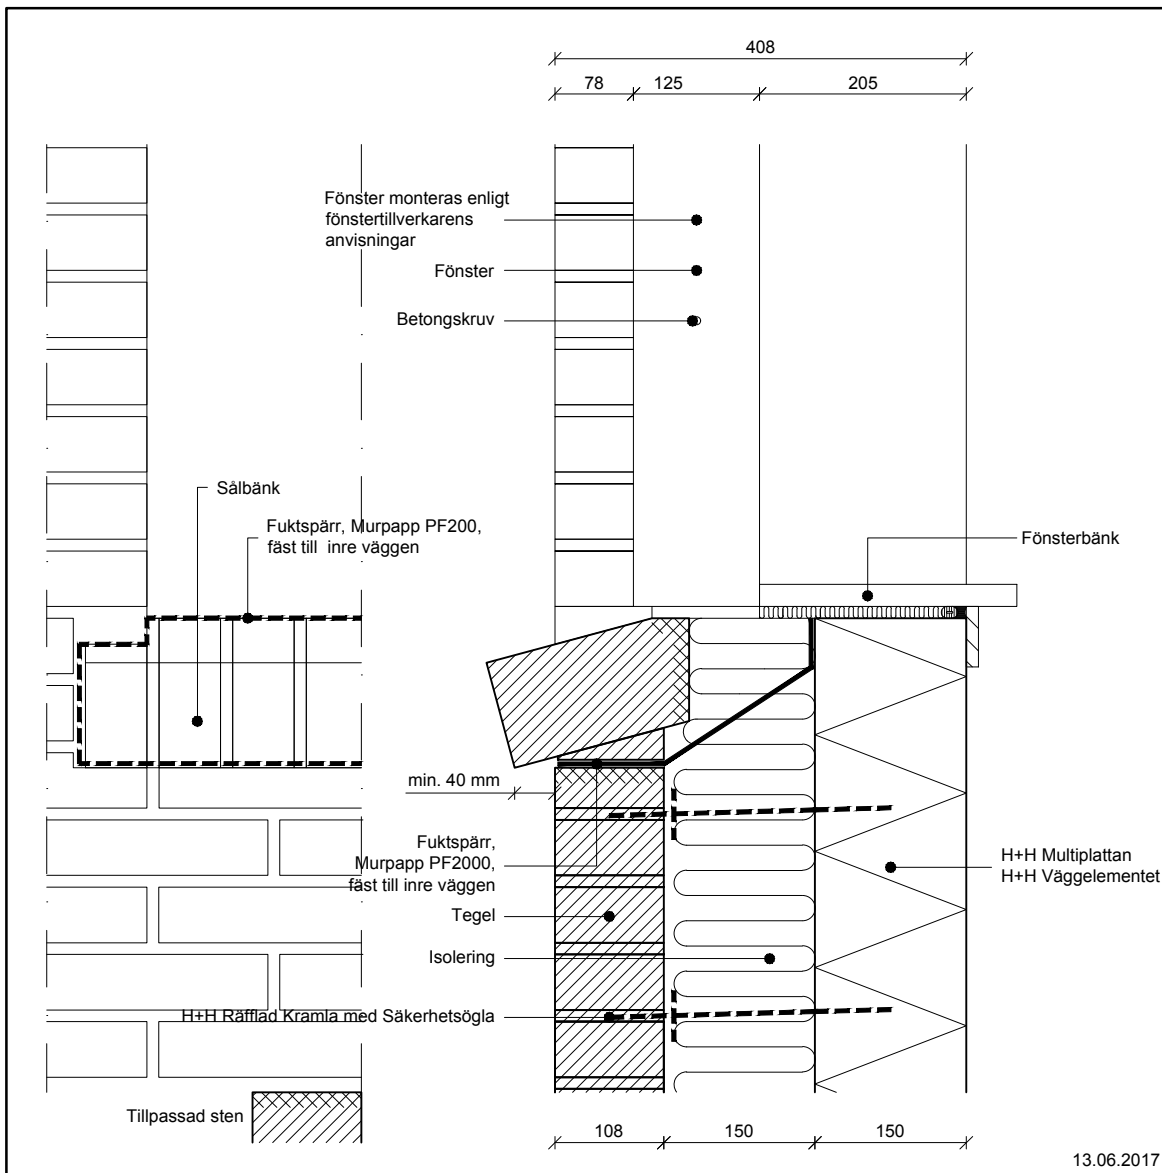 408
78 125 205
Fönster monteras enligt
fönstertillverkarens
anvisningar
Fönster
Betongskruv
Sålbänk
Fuktspärr, Murpapp PF200,
fäst till inre väggen
Fönsterbänk
min. 40 mm
Fuktspärr,
Murpapp PF2000,
fäst till inre väggen
H+H Multiplattan
H+H Väggelementet
Tegel
Isolering
H+H Räfflad Kramla med Säkerhetsögla
Tillpassad sten
108 150 150
13.06.2017